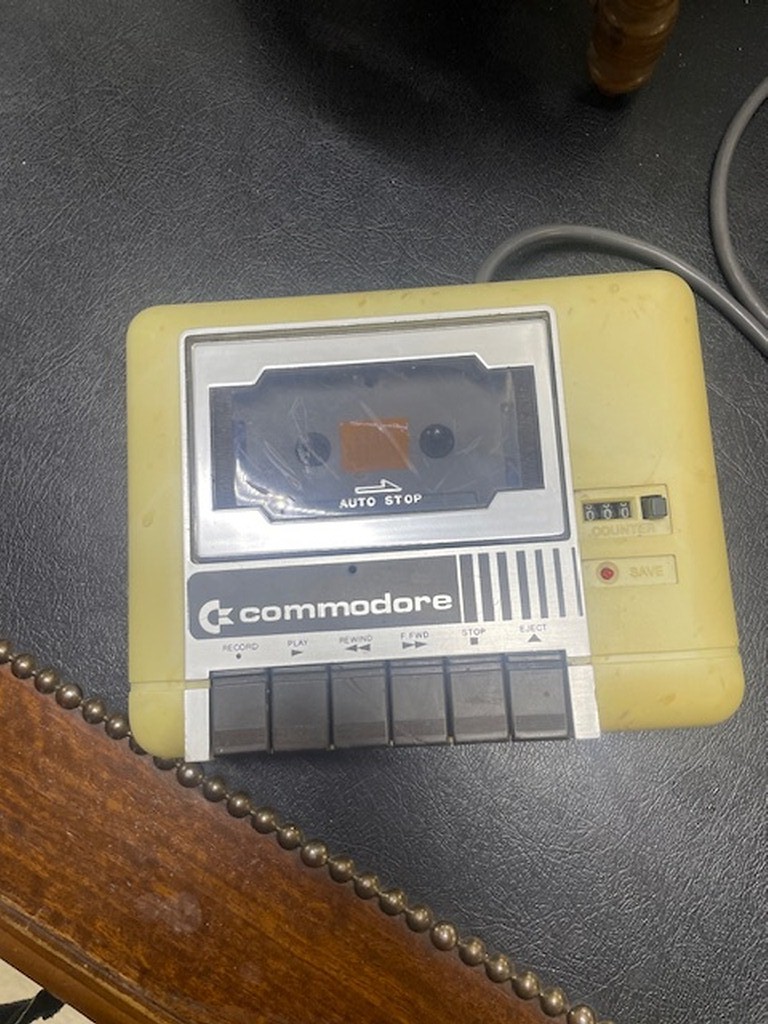 AUTO STOP
000
COUNTER
SAVE
commodore
RECORD PLAY REWIND F.FWD STOP EJECT